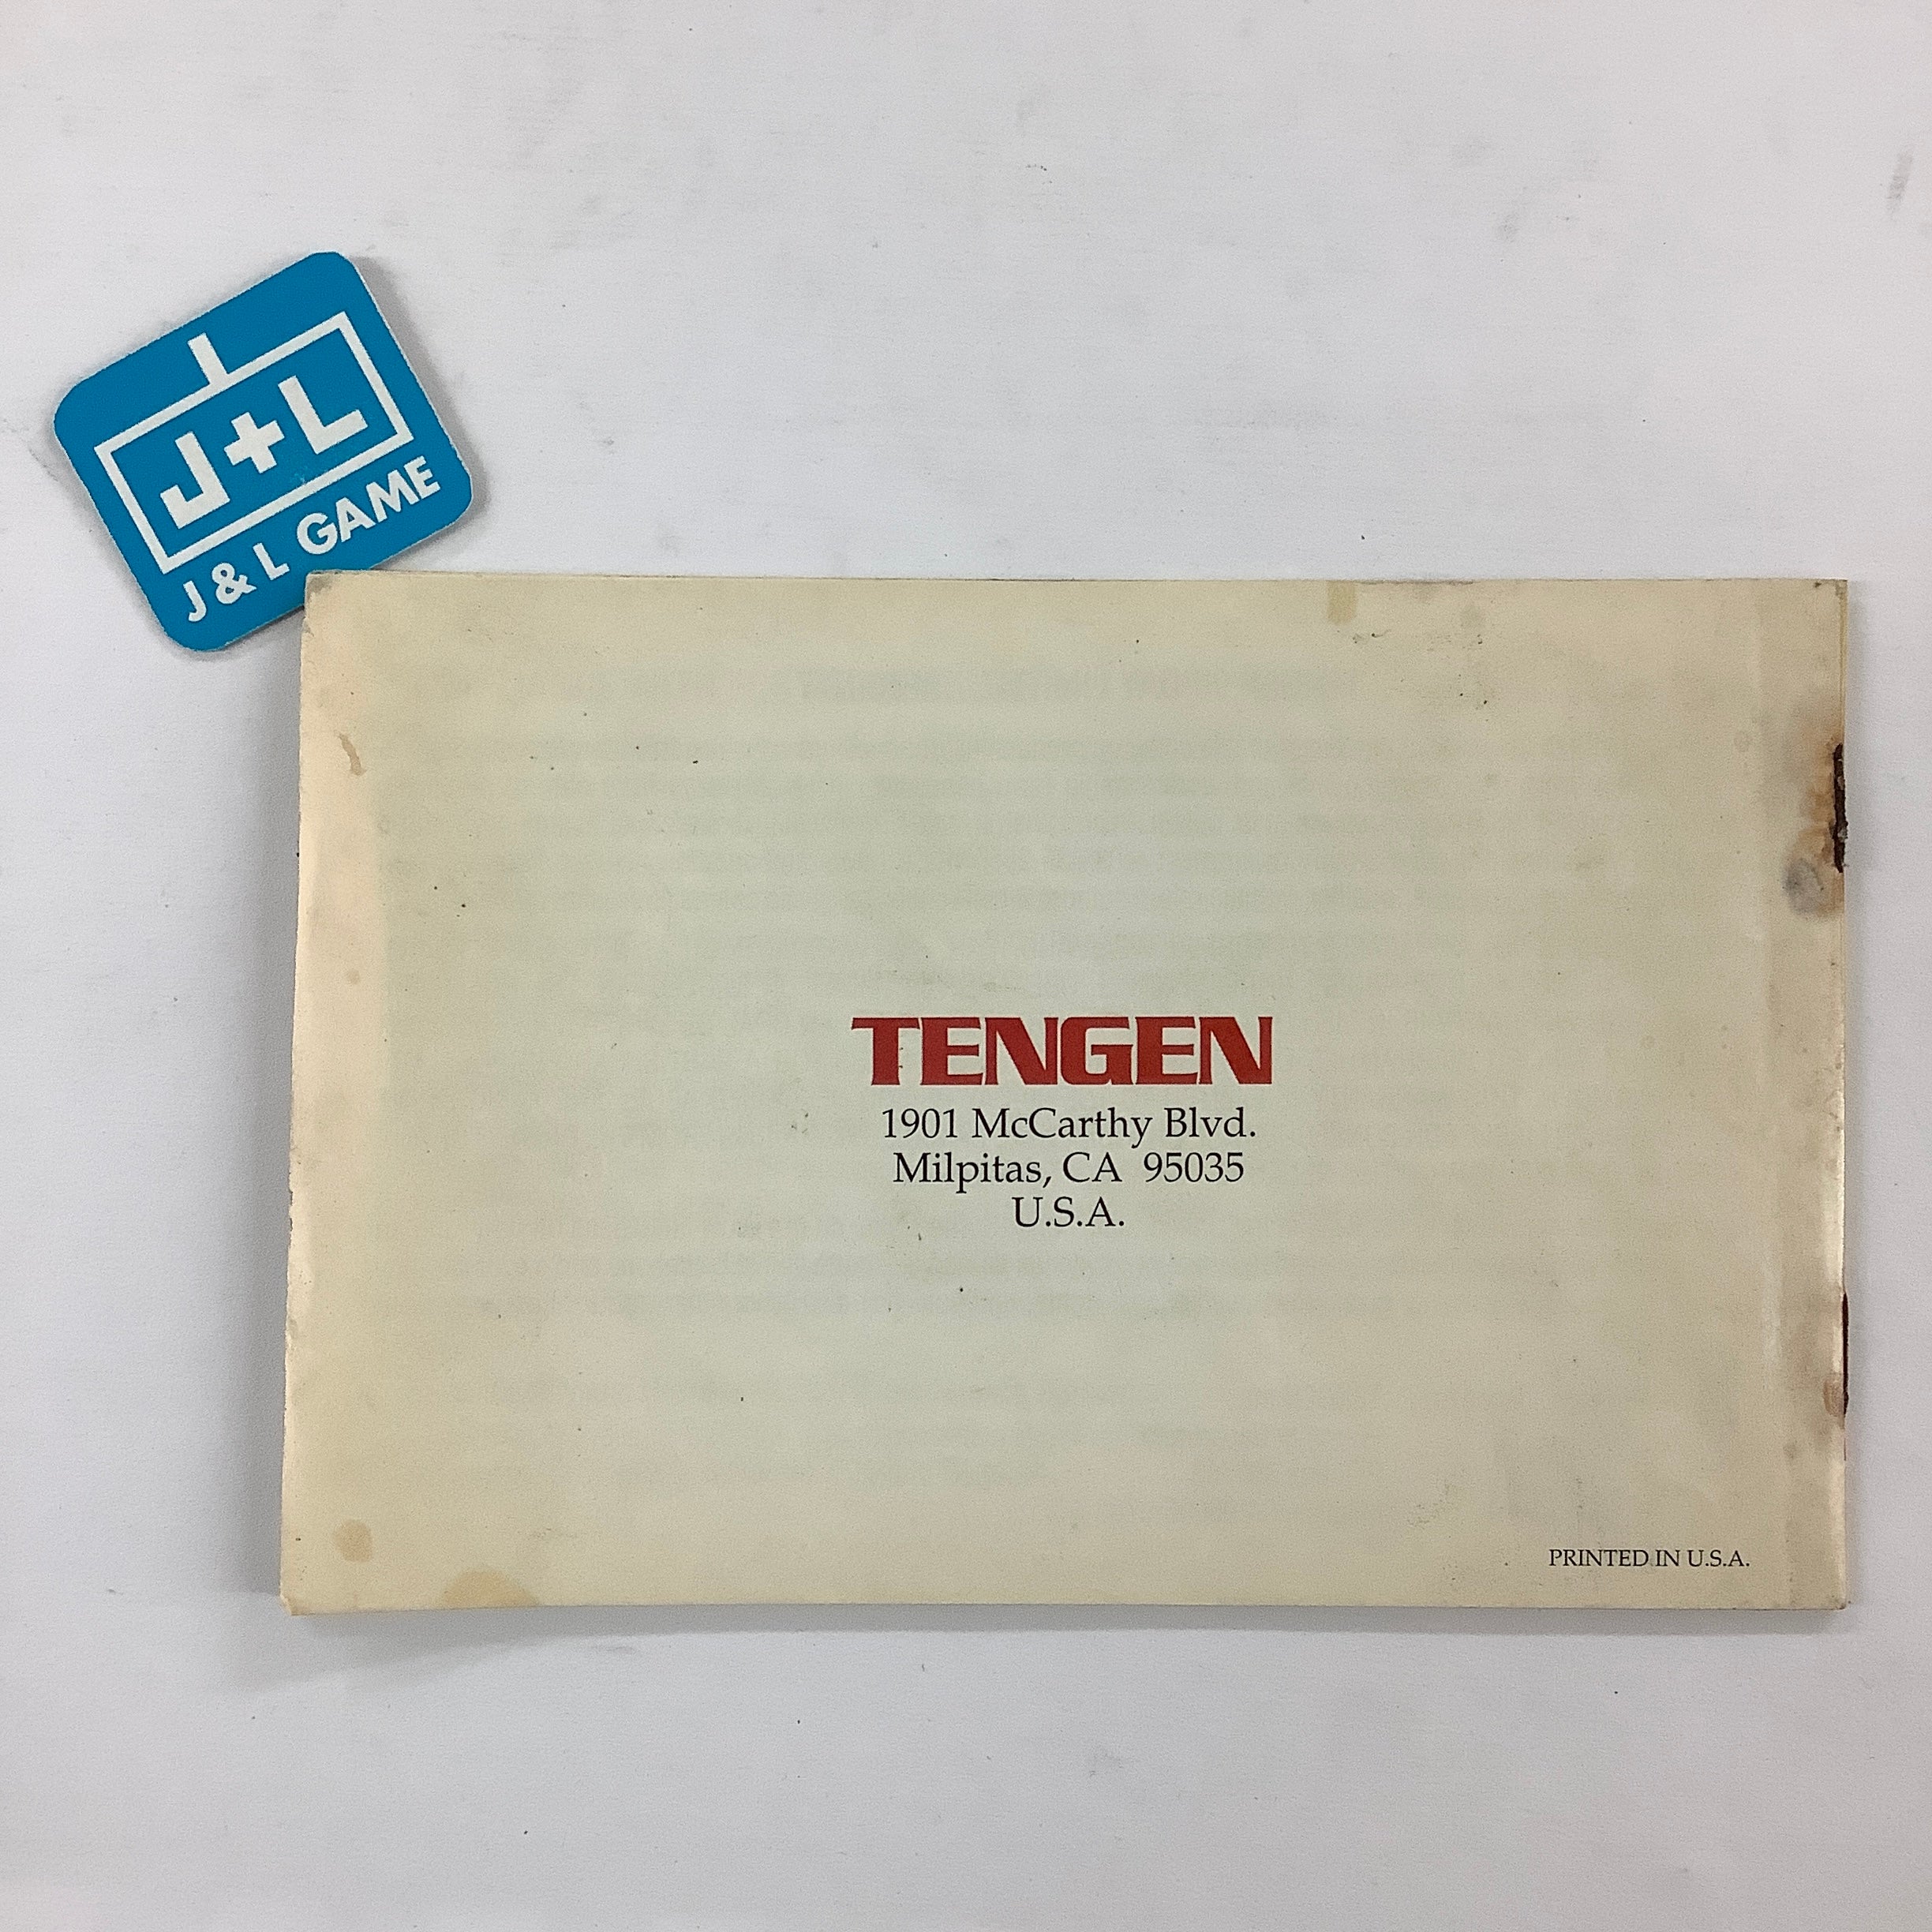 J+L
J & L GAME
TENGEN
1901 McCarthy Blvd.
Milpitas, CA 95035
U.S.A.
PRINTED IN U.S.A.